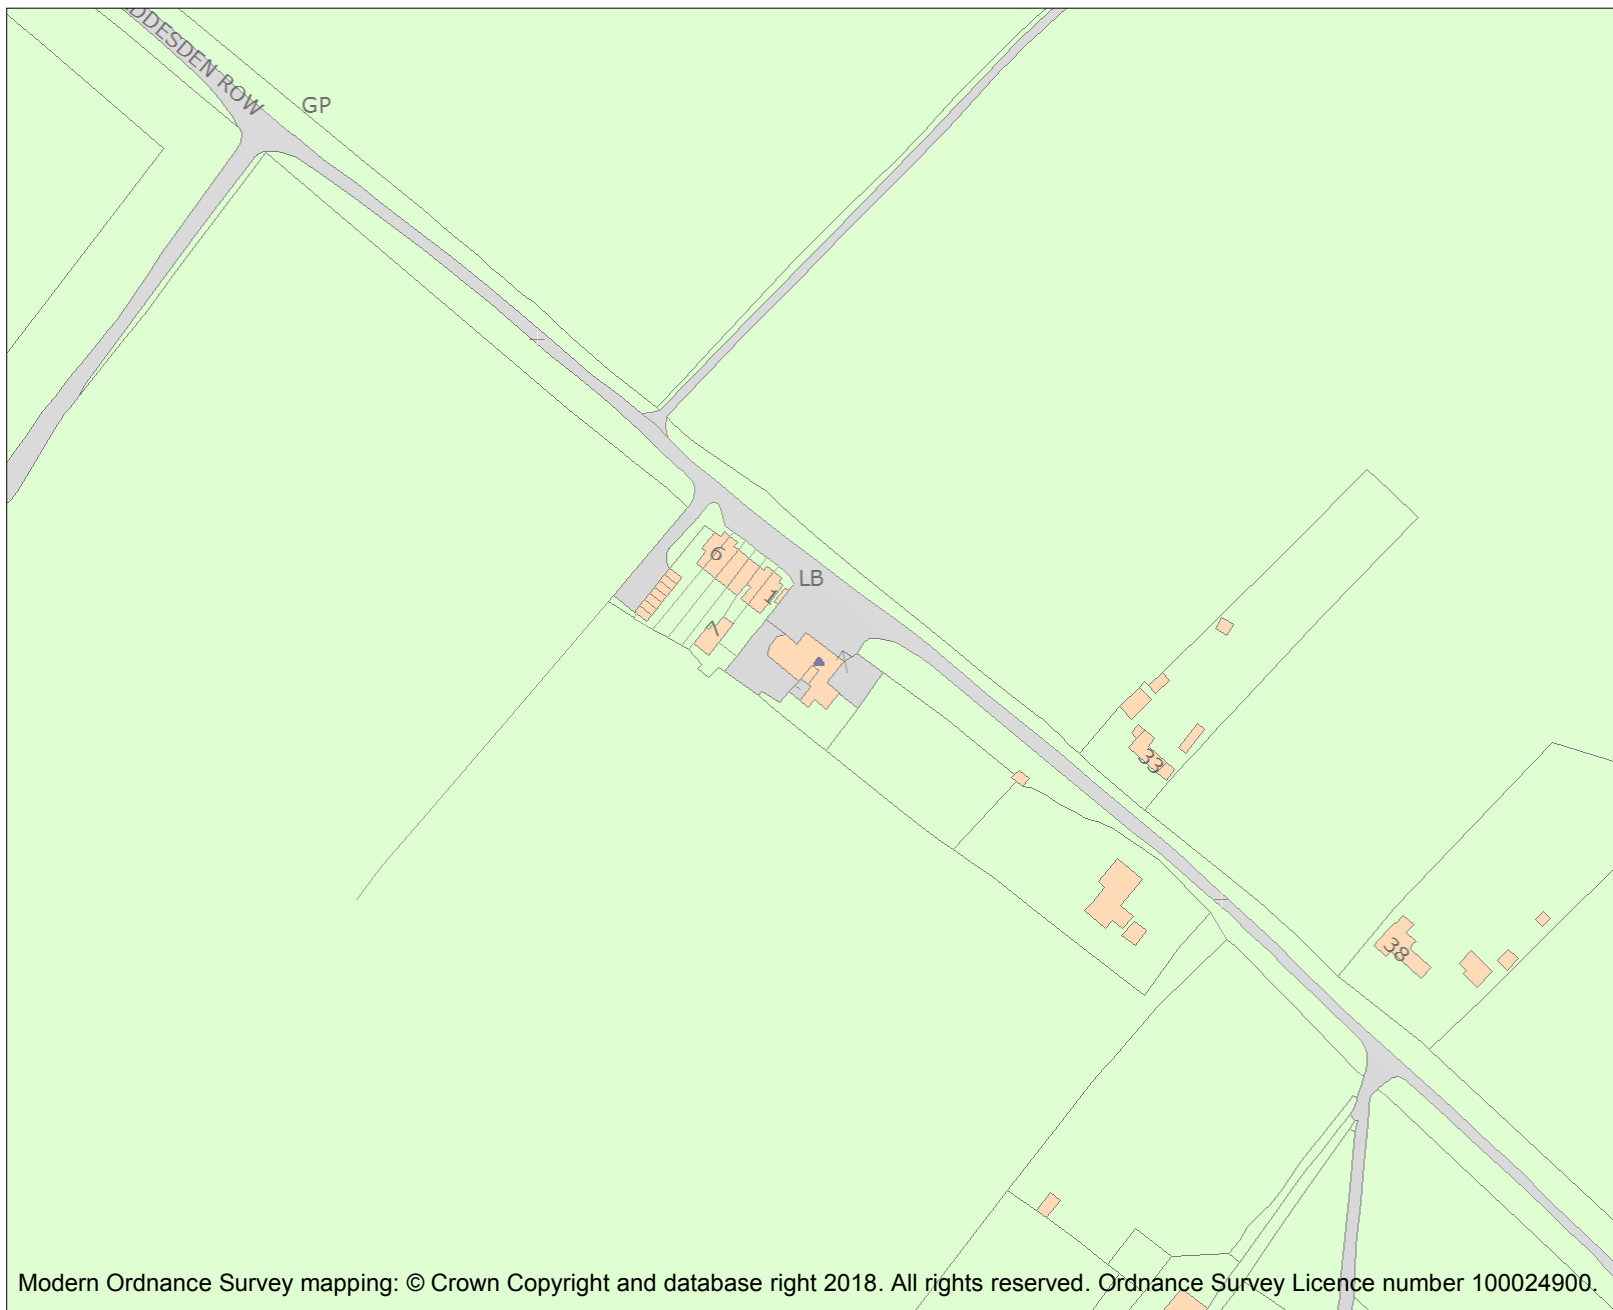 DDESDEN ROW
GP
6
LB
1
7
33
38
Modern Ordnance Survey mapping: © Crown Copyright and database right 2018. All rights reserved. Ordnance Survey Licence number 100024900.